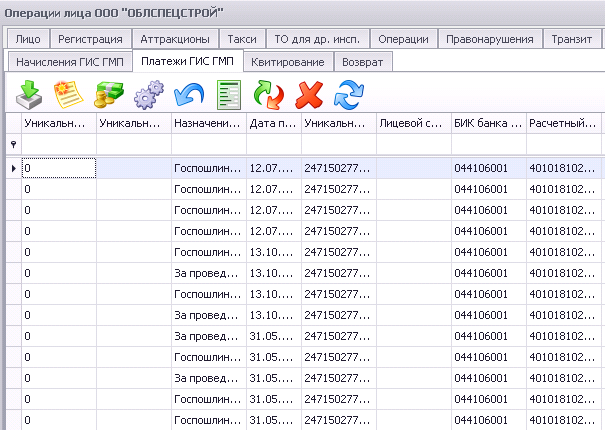 Операции лица ООО "ОБЛСПЕЦСТРОЙ"
Лицо Регистрация Аттракционы Такси ТО для др. инсп. Операции Правонарушения Транзит
Начисления ГИС ГМП Платежи ГИС ГМП Квитирование Возврат
Уникальн... Уникальн... Назначени... Дата п... Уникальн... Лицевой с... БИК банка ... Расчетный...
0 Госпошлин... 12.07.... 247150277... 044106001 401018102...
0 Госпошлин... 12.07.... 247150277... 044106001 401018102...
0 Госпошлин... 12.07.... 247150277... 044106001 401018102...
0 Госпошлин... 12.07.... 247150277... 044106001 401018102...
0 Госпошлин... 13.10.... 247150277... 044106001 401018102...
0 За провед... 13.10.... 247150277... 044106001 401018102...
0 Госпошлин... 13.10.... 247150277... 044106001 401018102...
0 За провед... 13.10.... 247150277... 044106001 401018102...
0 За провед... 31.05.... 247150277... 044106001 401018102...
0 Госпошлин... 31.05.... 247150277... 044106001 401018102...
0 За провед... 31.05.... 247150277... 044106001 401018102...
0 Госпошлин... 31.05.... 247150277... 044106001 401018102...
0 Госпошлин... 31.05.... 247150277... 044106001 401018102...